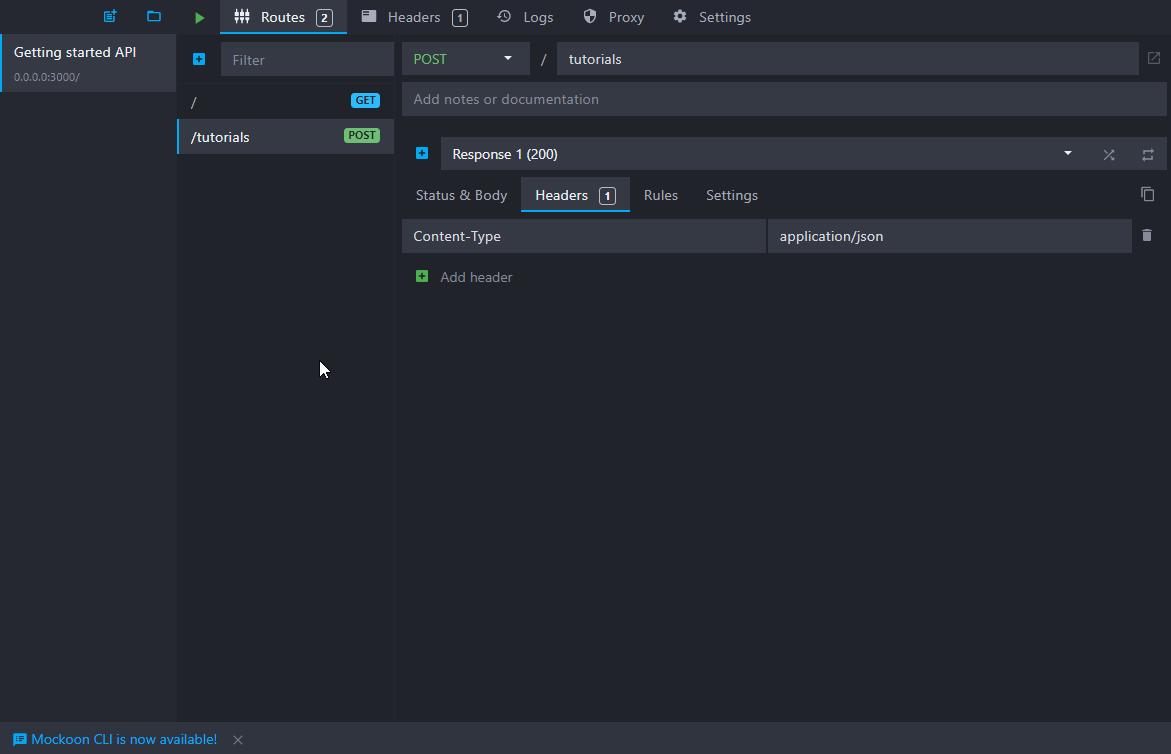 Routes 2 Headers 1 Logs Proxy Settings
Getting started API
0.0.0.0:3000/
Filter
/ GET
/tutorials POST
POST / tutorials
Add notes or documentation
Response 1 (200)
Status & Body Headers 1 Rules Settings
Content-Type application/json
Add header
Mockoon CLI is now available!